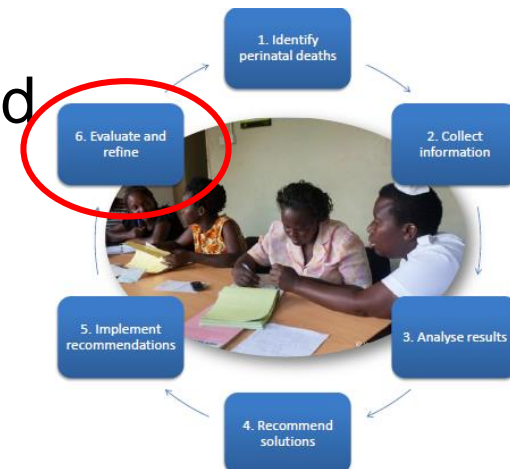 d
1. Identify
perinatal deaths
2. Collect
information
3. Analyse results
4. Recommend
solutions
5. Implement
recommendations
6. Evaluate and
refine